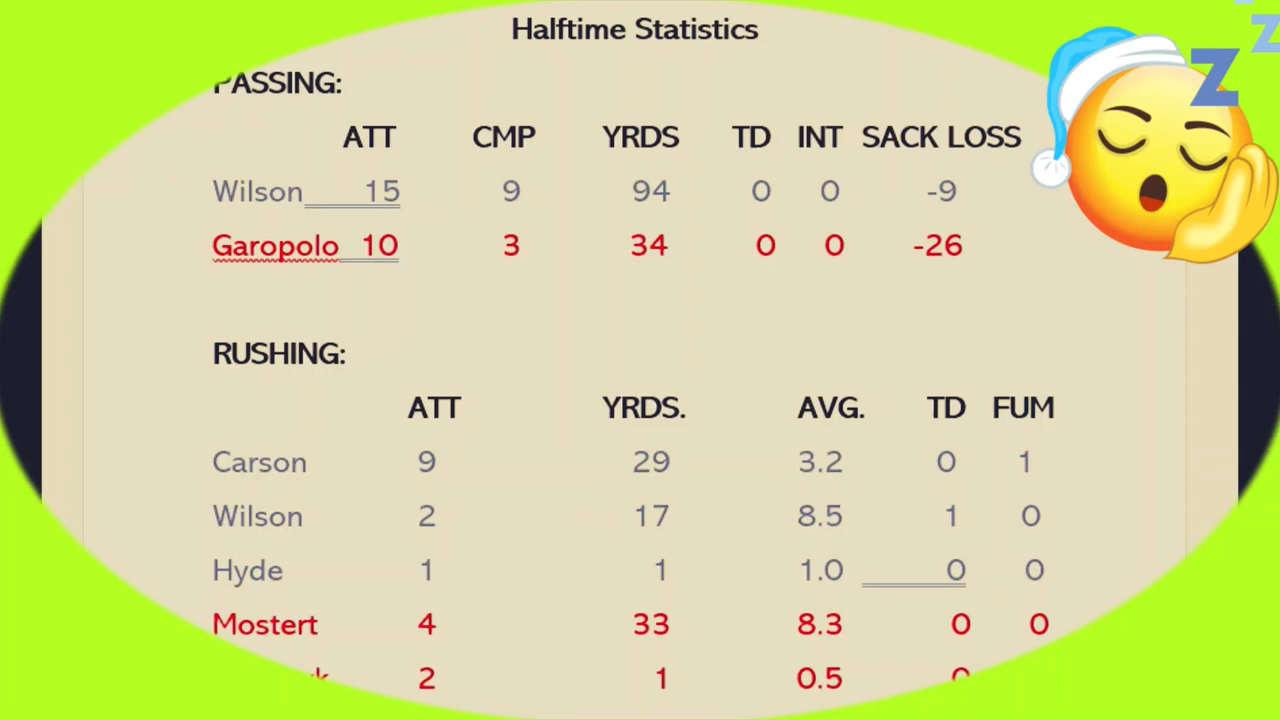 Halftime Statistics
PASSING:
ATT CMP YRDS TD INT SACK LOSS
Wilson 15 9 94 0 0 -9
Garopolo 10 3 34 0 0 -26
RUSHING:
ATT YRDS. AVG. TD FUM
Carson 9 29 3.2 0 1
Wilson 2 17 8.5 1 0
Hyde 1 1 1.0 0 0
Mostert 4 33 8.3 0 0
2 1 0.5 0
Z
Z